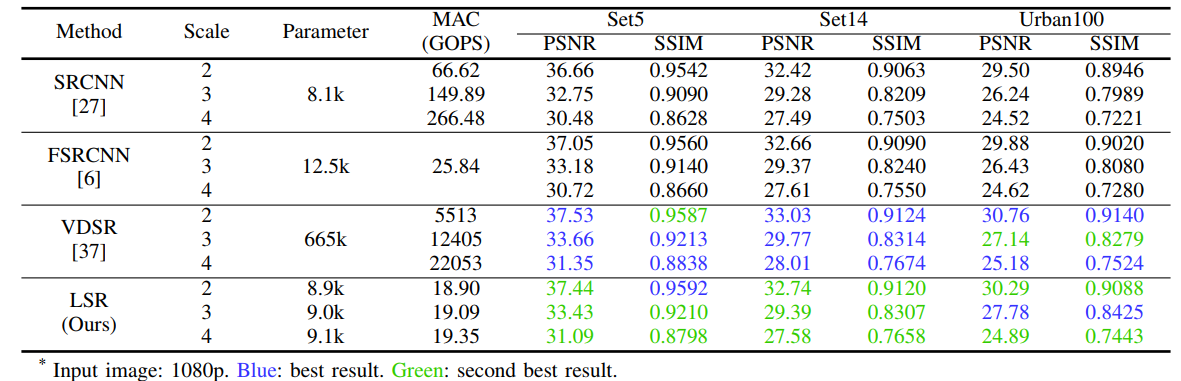 Method Scale Parameter MAC (GOPS) Set5 Set14 Urban100
PSNR SSIM PSNR SSIM PSNR SSIM
SRCNN [27] 8.1k
2 66.62 36.66 0.9542 32.42 0.9063 29.50 0.8946
3 149.89 32.75 0.9090 29.28 0.8209 26.24 0.7989
4 266.48 30.48 0.8628 27.49 0.7503 24.52 0.7221
FSRCNN [6] 12.5k 25.84
2 37.05 0.9560 32.66 0.9090 29.88 0.9020
3 33.18 0.9140 29.37 0.8240 26.43 0.8080
4 30.72 0.8660 27.61 0.7550 24.62 0.7280
VDSR [37] 665k
2 5513 37.53 0.9587 33.03 0.9124 30.76 0.9140
3 12405 33.66 0.9213 29.77 0.8314 27.14 0.8279
4 22053 31.35 0.8838 28.01 0.7674 25.18 0.7524
LSR (Ours)
2 8.9k 18.90 37.44 0.9592 32.74 0.9120 30.29 0.9088
3 9.0k 19.09 33.43 0.9210 29.39 0.8307 27.78 0.8425
4 9.1k 19.35 31.09 0.8798 27.58 0.7658 24.89 0.7443
* Input image: 1080p. Blue: best result. Green: second best result.